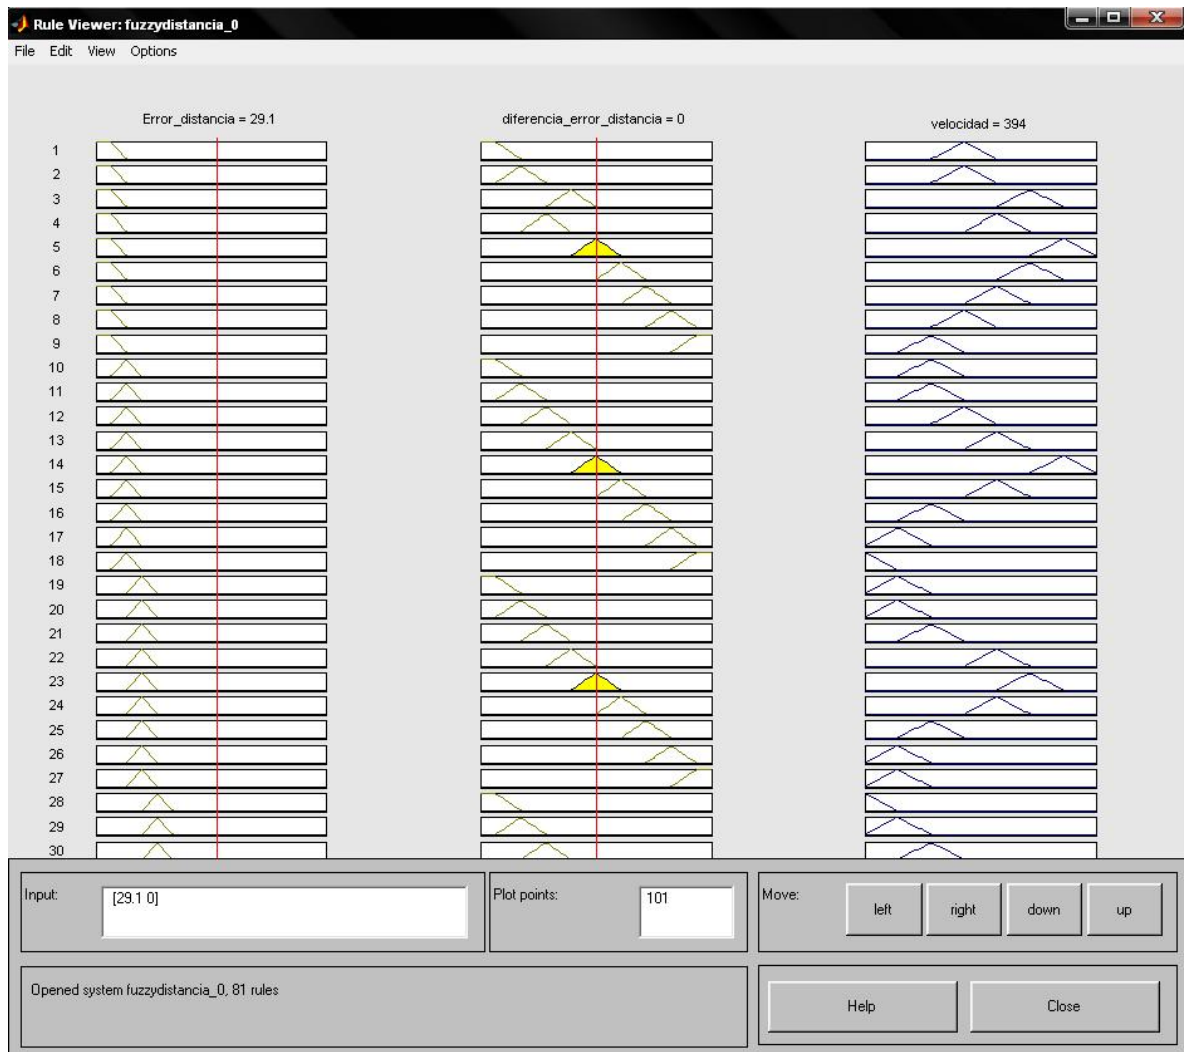 Rule Viewer: fuzzydistancia_0
File Edit View Options
Error_distancia = 29.1
diferencia_error_distancia = 0
velocidad = 394
1
2
3
4
5
6
7
8
9
10
11
12
13
14
15
16
17
18
19
20
21
22
23
24
25
26
27
28
29
30
Input:
[29.1 0]
Plot points:
101
Move:
left
right
down
up
Opened system fuzzydistancia_0, 81 rules
Help
Close